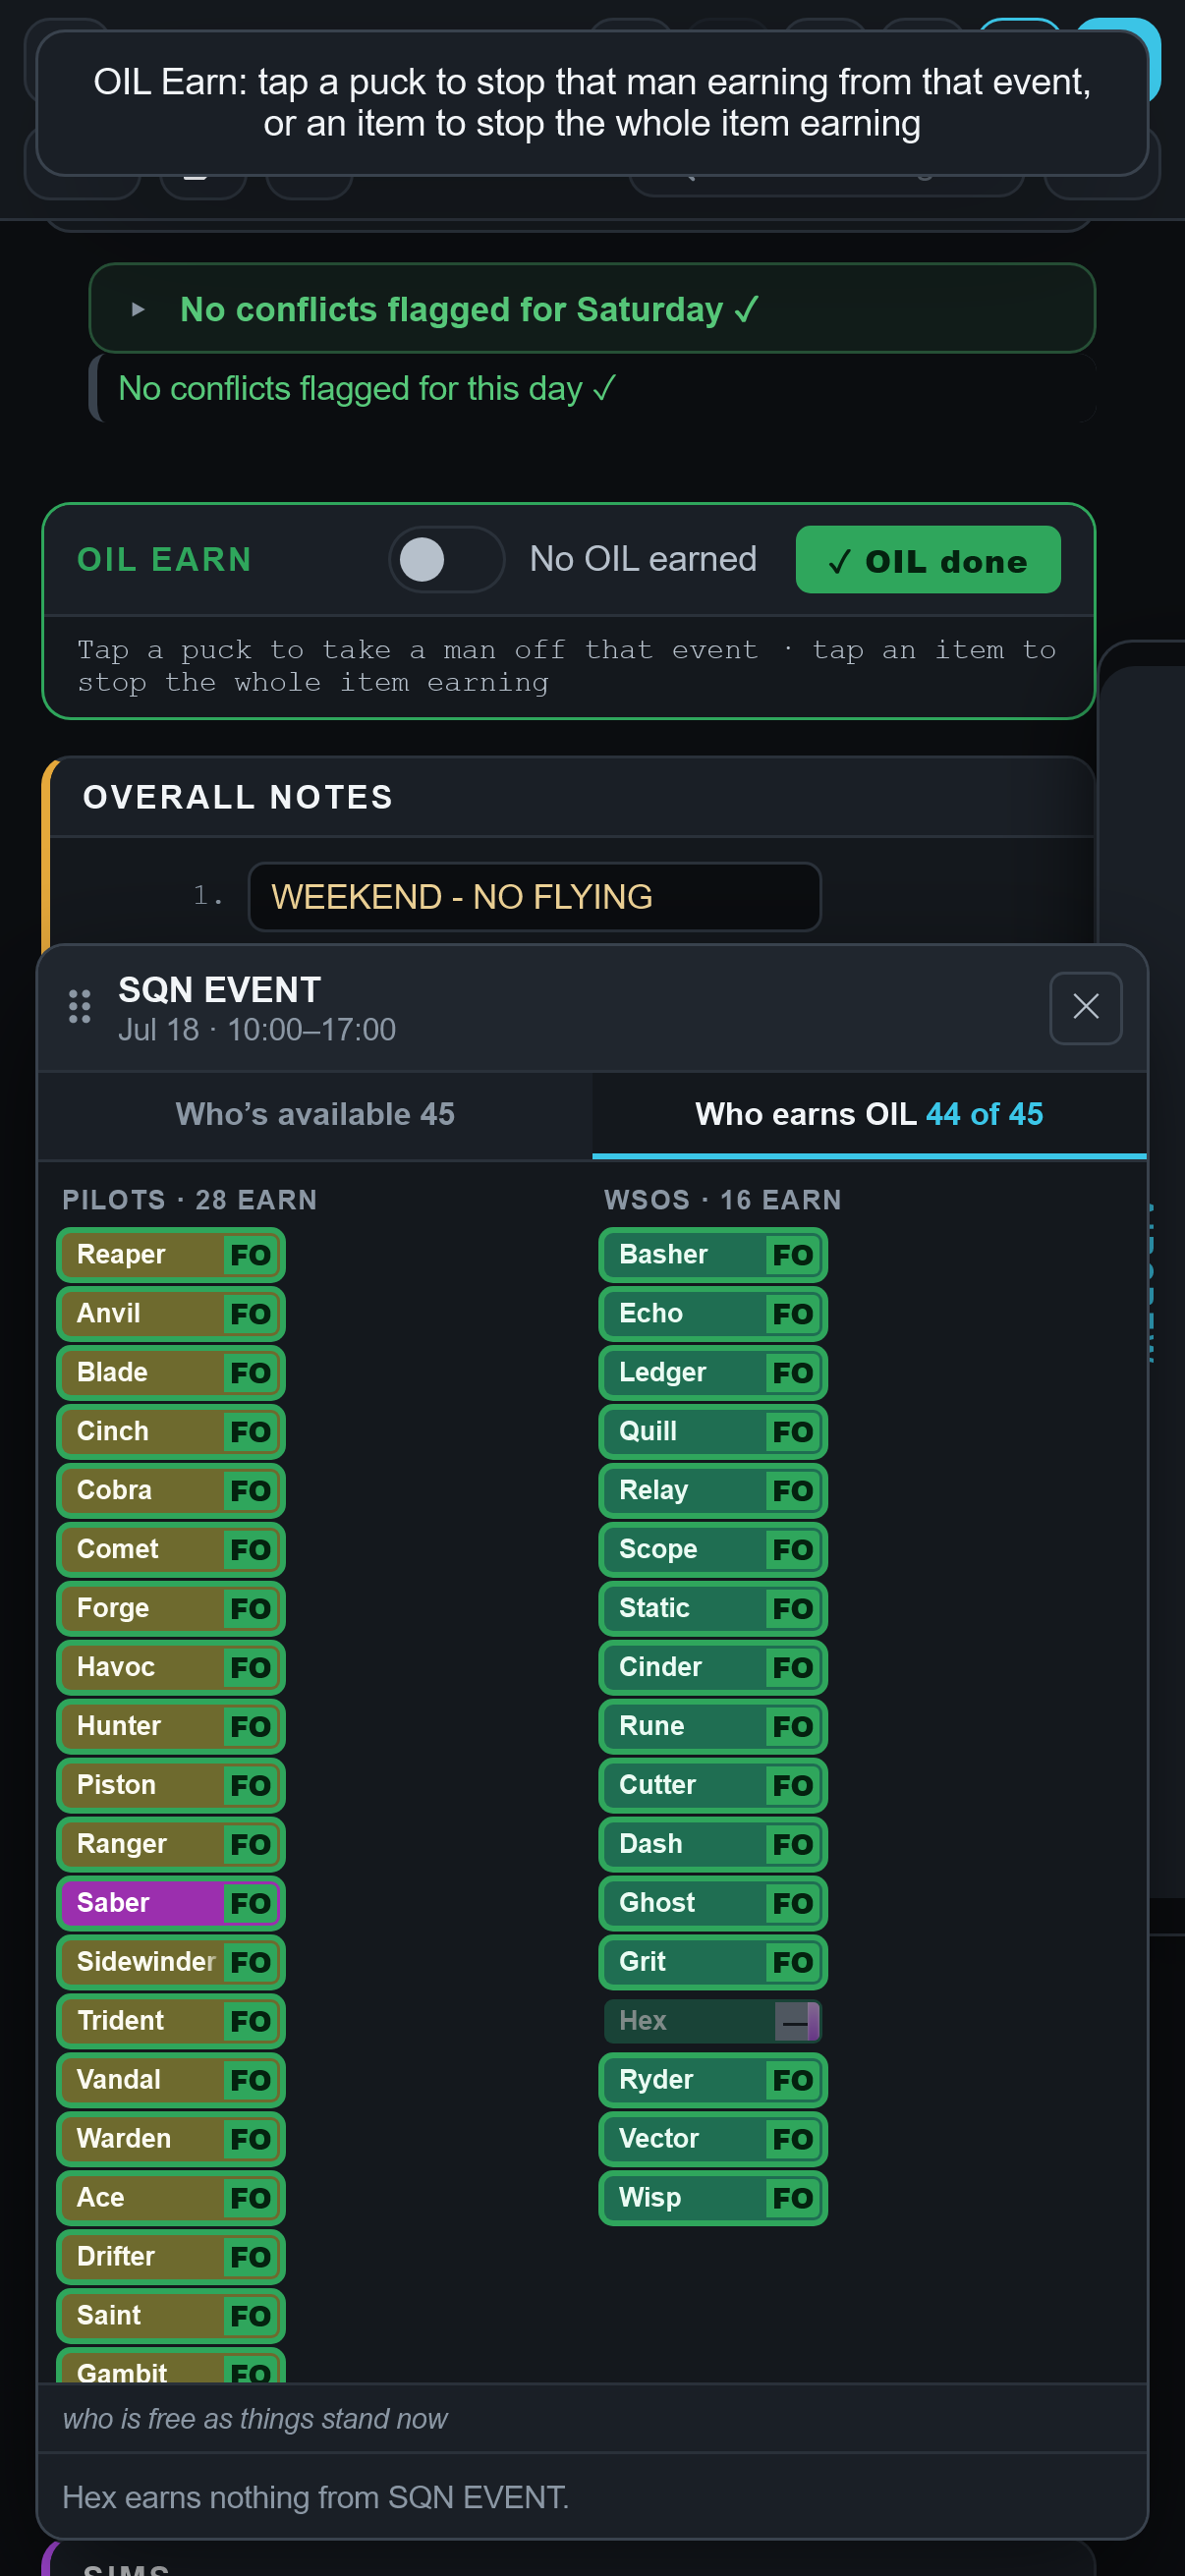 OIL Earn: tap a puck to stop that man earning from that event,
or an item to stop the whole item earning
No conflicts flagged for Saturday ✓
No conflicts flagged for this day ✓
OIL EARN
No OIL earned
✓ OIL done
Tap a puck to take a man off that event · tap an item to
stop the whole item earning
OVERALL NOTES
1.
WEEKEND - NO FLYING
SQN EVENT
Jul 18 · 10:00–17:00
Who's available 45
Who earns OIL 44 of 45
PILOTS · 28 EARN
Reaper FO
Anvil FO
Blade FO
Cinch FO
Cobra FO
Comet FO
Forge FO
Havoc FO
Hunter FO
Piston FO
Ranger FO
Saber FO
Sidewinder FO
Trident FO
Vandal FO
Warden FO
Ace FO
Drifter FO
Saint FO
Gambit FO
WSOS · 16 EARN
Basher FO
Echo FO
Ledger FO
Quill FO
Relay FO
Scope FO
Static FO
Cinder FO
Rune FO
Cutter FO
Dash FO
Ghost FO
Grit FO
Hex —
Ryder FO
Vector FO
Wisp FO
who is free as things stand now
Hex earns nothing from SQN EVENT.
SIMS